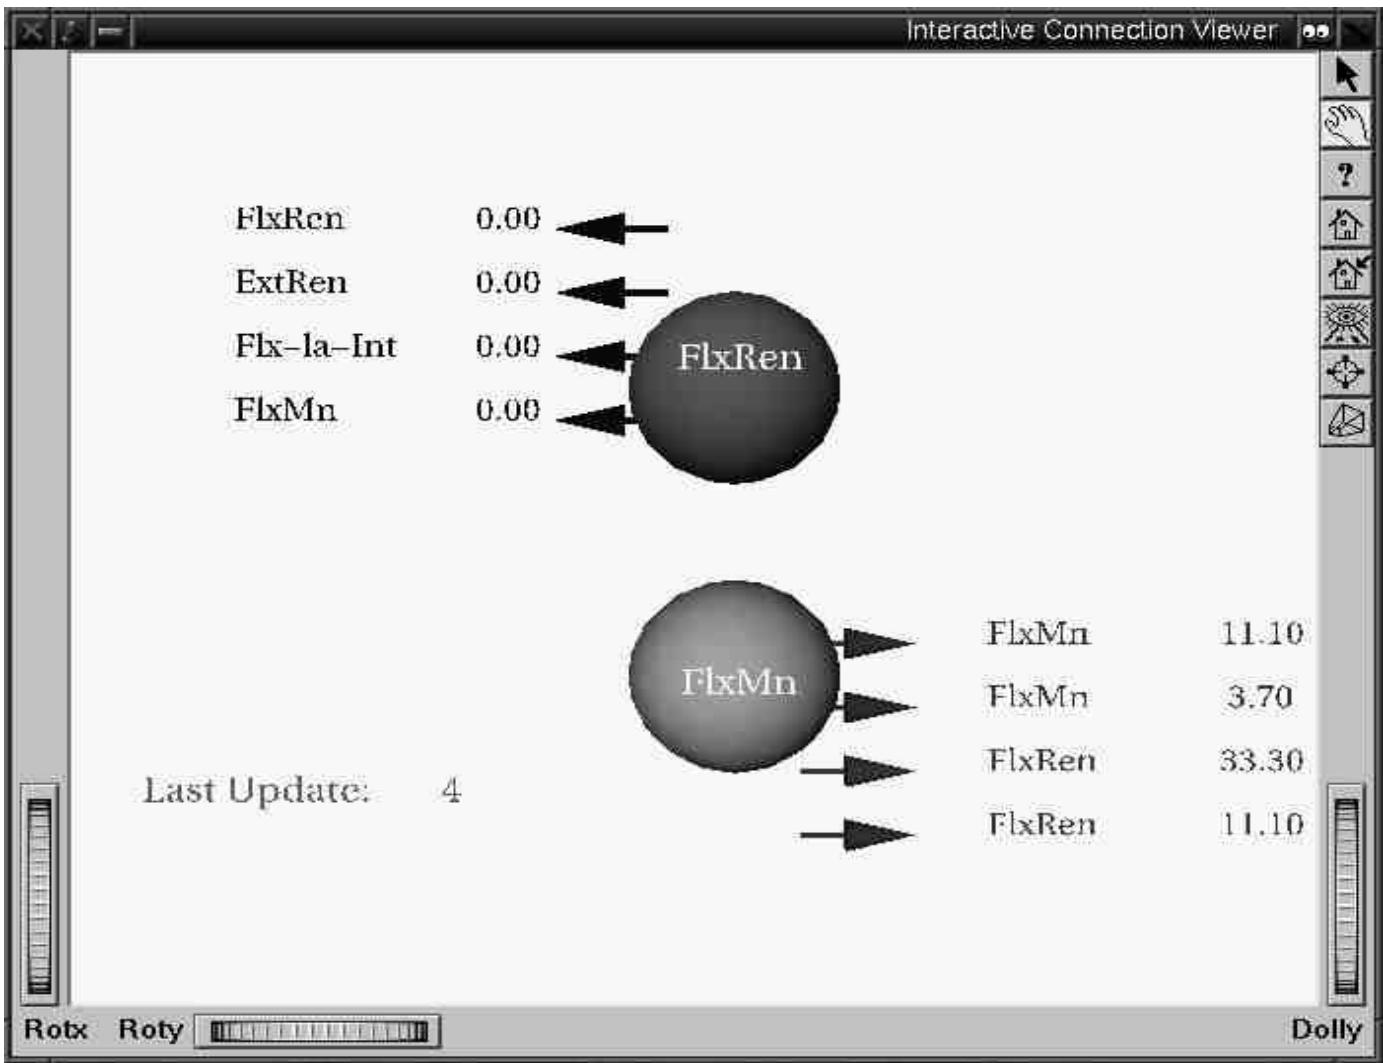 Interactive Connection Viewer
?
FlxRen 0.00
ExtRen 0.00
Flx-la-Int 0.00
FlxMn 0.00
FlxRen
FlxMn
FlxMn 11.10
FlxMn 3.70
FlxRen 33.30
FlxRen 11.10
Last Update: 4
Rotx Roty Dolly